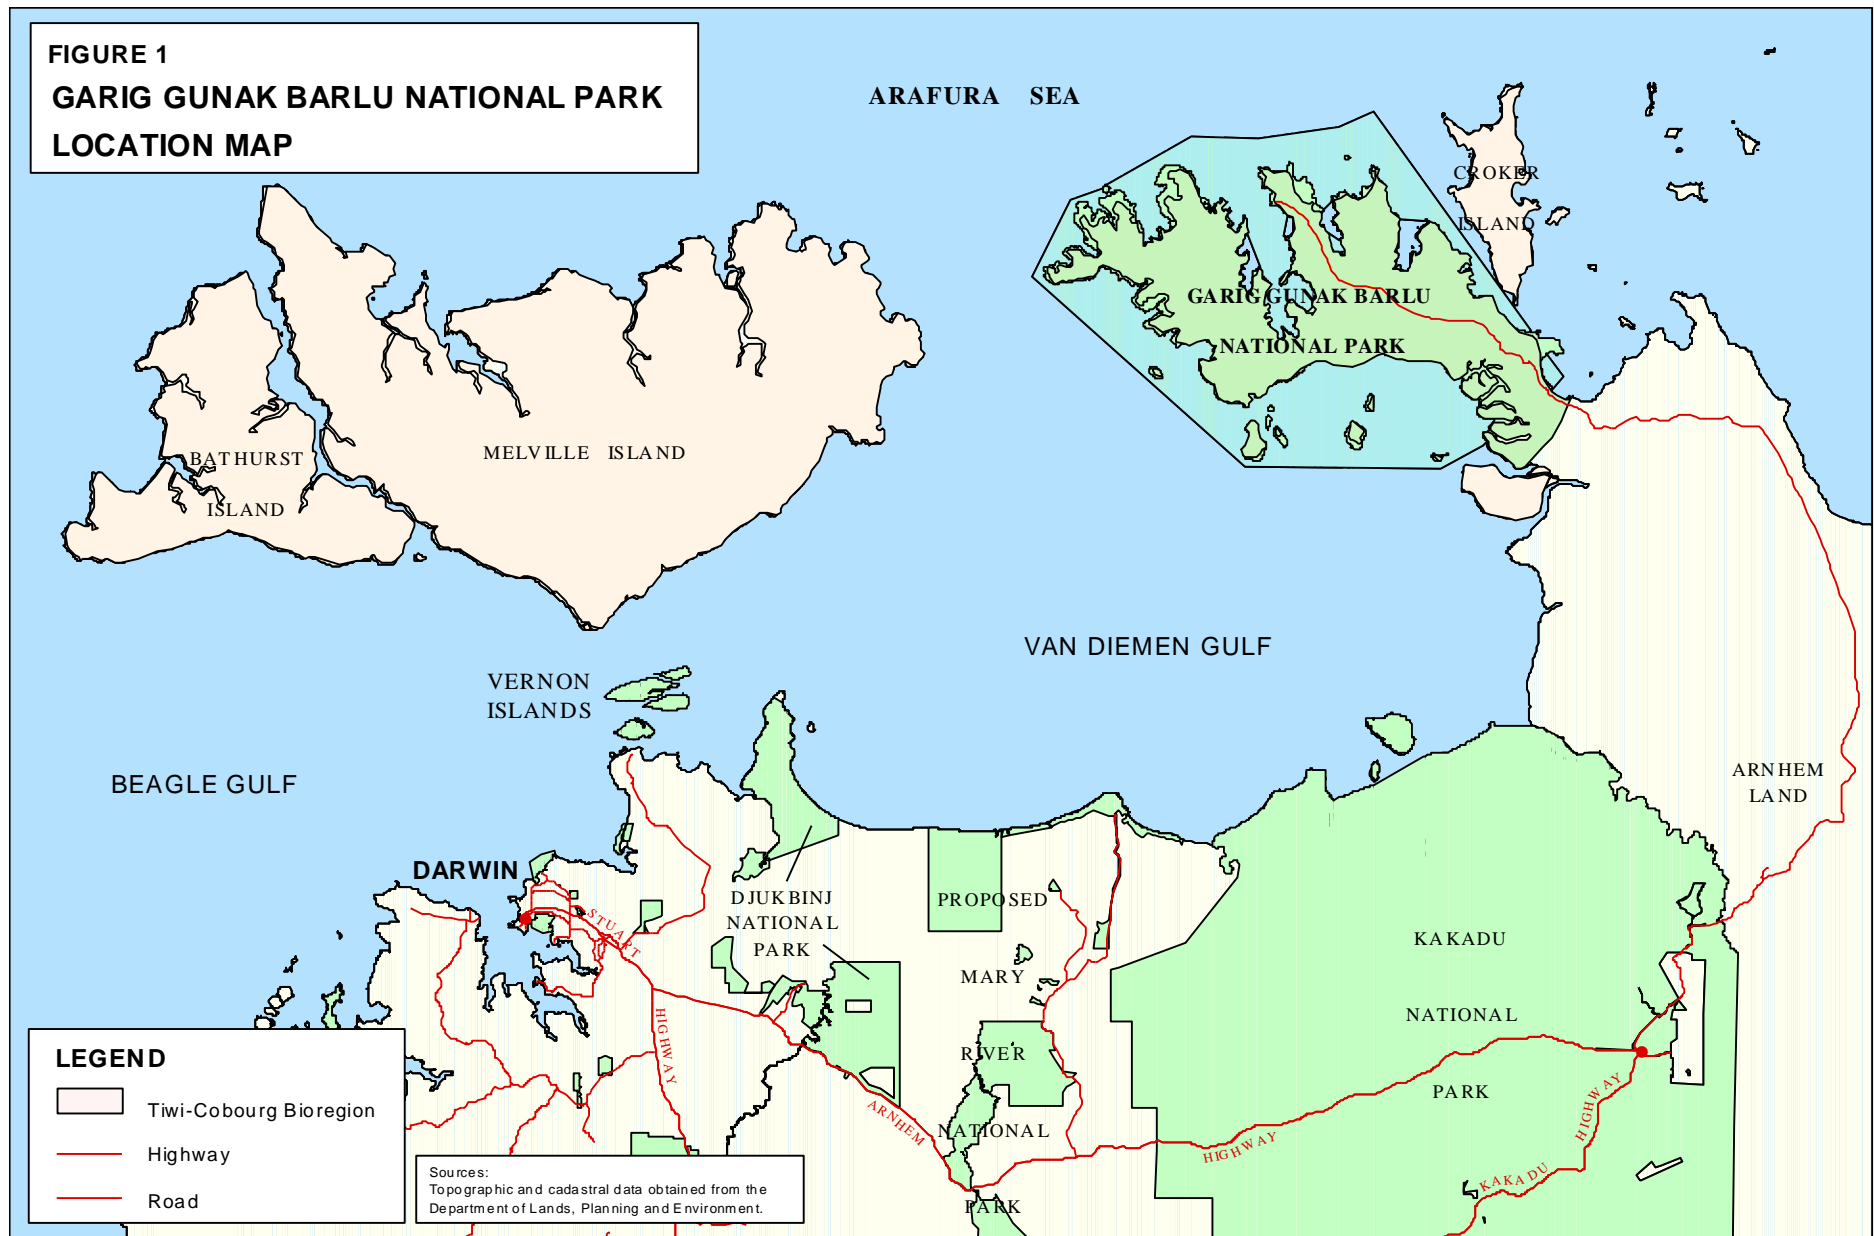 FIGURE 1
GARIG GUNAK BARLU NATIONAL PARK
LOCATION MAP
ARAFURA SEA
CROKER
ISLAND
GARIG GUNAK BARLU
NATIONAL PARK
MELVILLE ISLAND
BATHURST
ISLAND
VAN DIEMEN GULF
VERNON
ISLANDS
BEAGLE GULF
ARNHEM
LAND
DARWIN
STUART
HIGHWAY
DJUKBINJ
NATIONAL
PARK
PROPOSED
MARY
RIVER
NATIONAL
PARK
KAKADU
NATIONAL
PARK
ARNHEM
HIGHWAY
KAKADU
HIGHWAY
LEGEND
Tiwi-Cobourg Bioregion
Highway
Road
Sources:
Topographic and cadastral data obtained from the
Department of Lands, Planning and Environment.